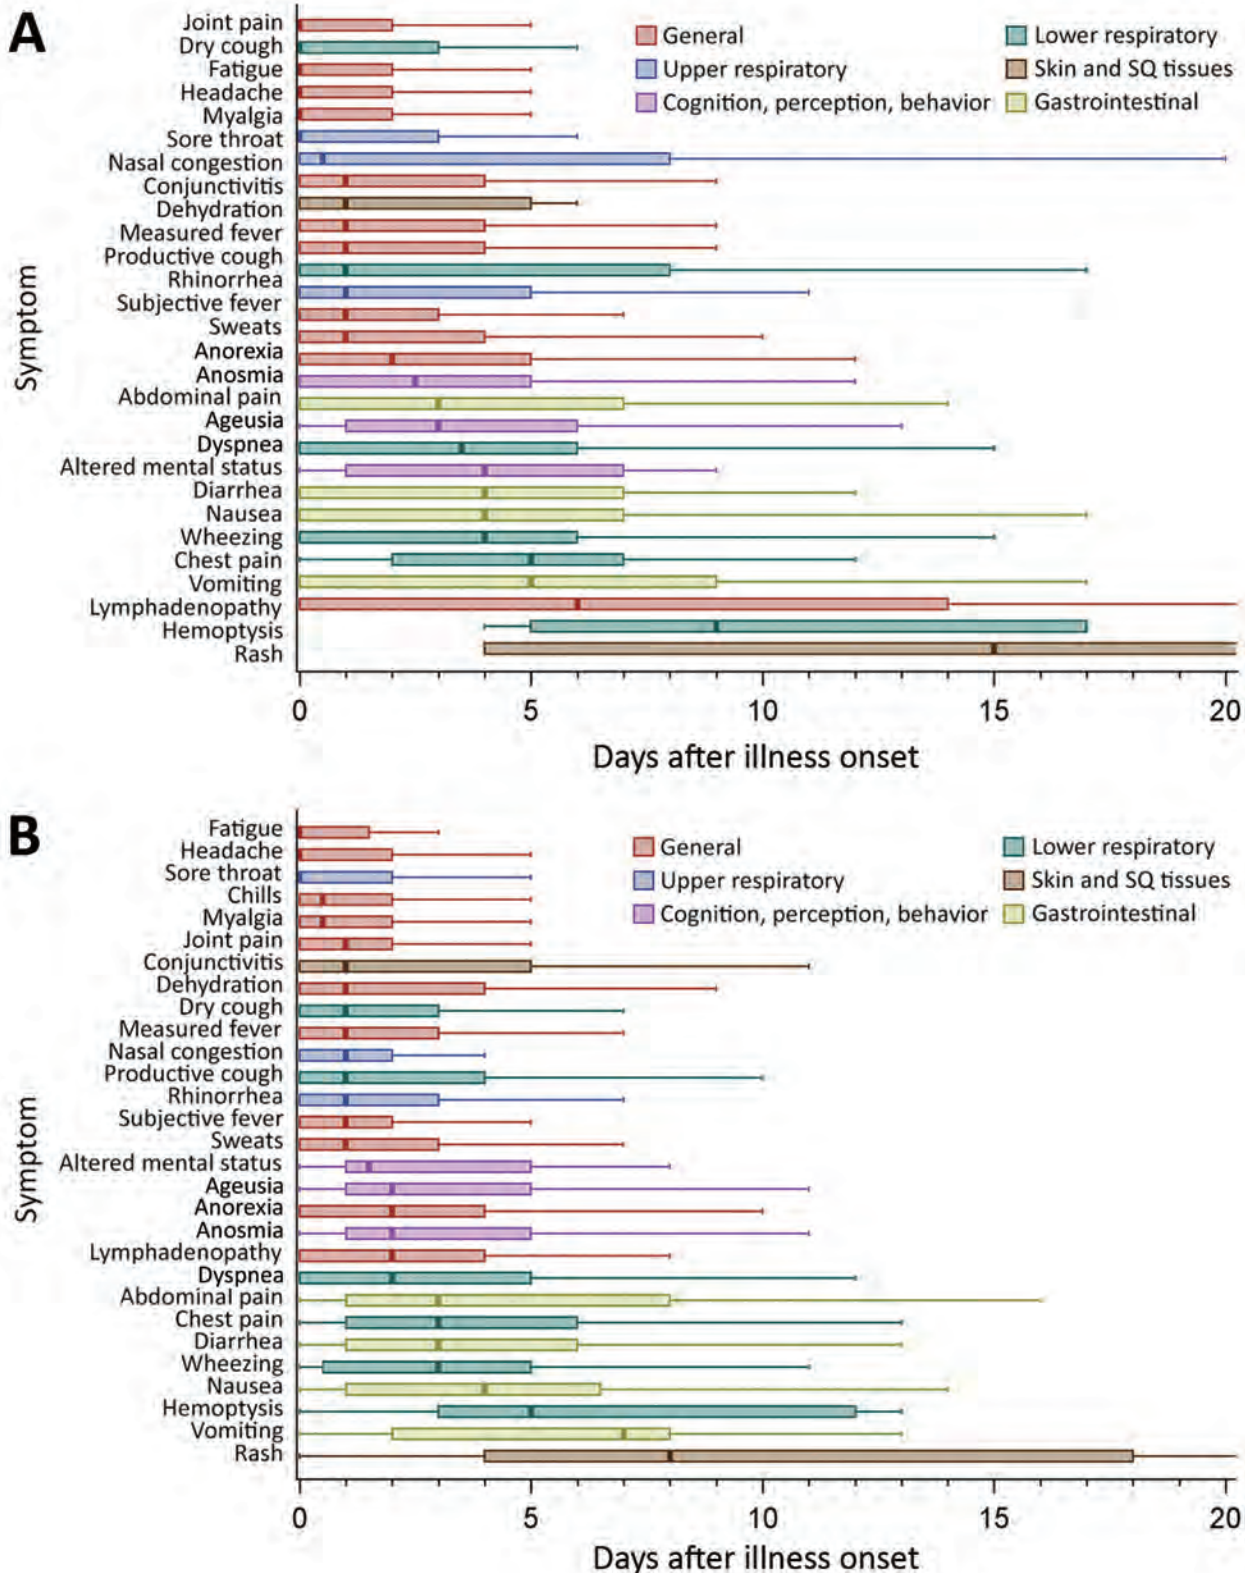 A
Joint pain
Dry cough
Fatigue
Headache
Myalgia
Sore throat
Nasal congestion
Conjunctivitis
Dehydration
Measured fever
Productive cough
Rhinorrhea
Subjective fever
Sweats
Anorexia
Anosmia
Abdominal pain
Ageusia
Dyspnea
Altered mental status
Diarrhea
Nausea
Wheezing
Chest pain
Vomiting
Lymphadenopathy
Hemoptysis
Rash
Symptom
General
Upper respiratory
Cognition, perception, behavior
Lower respiratory
Skin and SQ tissues
Gastrointestinal
0 5 10 15 20
Days after illness onset
B
Fatigue
Headache
Sore throat
Chills
Myalgia
Joint pain
Conjunctivitis
Dehydration
Dry cough
Measured fever
Nasal congestion
Productive cough
Rhinorrhea
Subjective fever
Sweats
Altered mental status
Ageusia
Anorexia
Anosmia
Lymphadenopathy
Dyspnea
Abdominal pain
Chest pain
Diarrhea
Wheezing
Nausea
Hemoptysis
Vomiting
Rash
Symptom
General
Upper respiratory
Cognition, perception, behavior
Lower respiratory
Skin and SQ tissues
Gastrointestinal
0 5 10 15 20
Days after illness onset